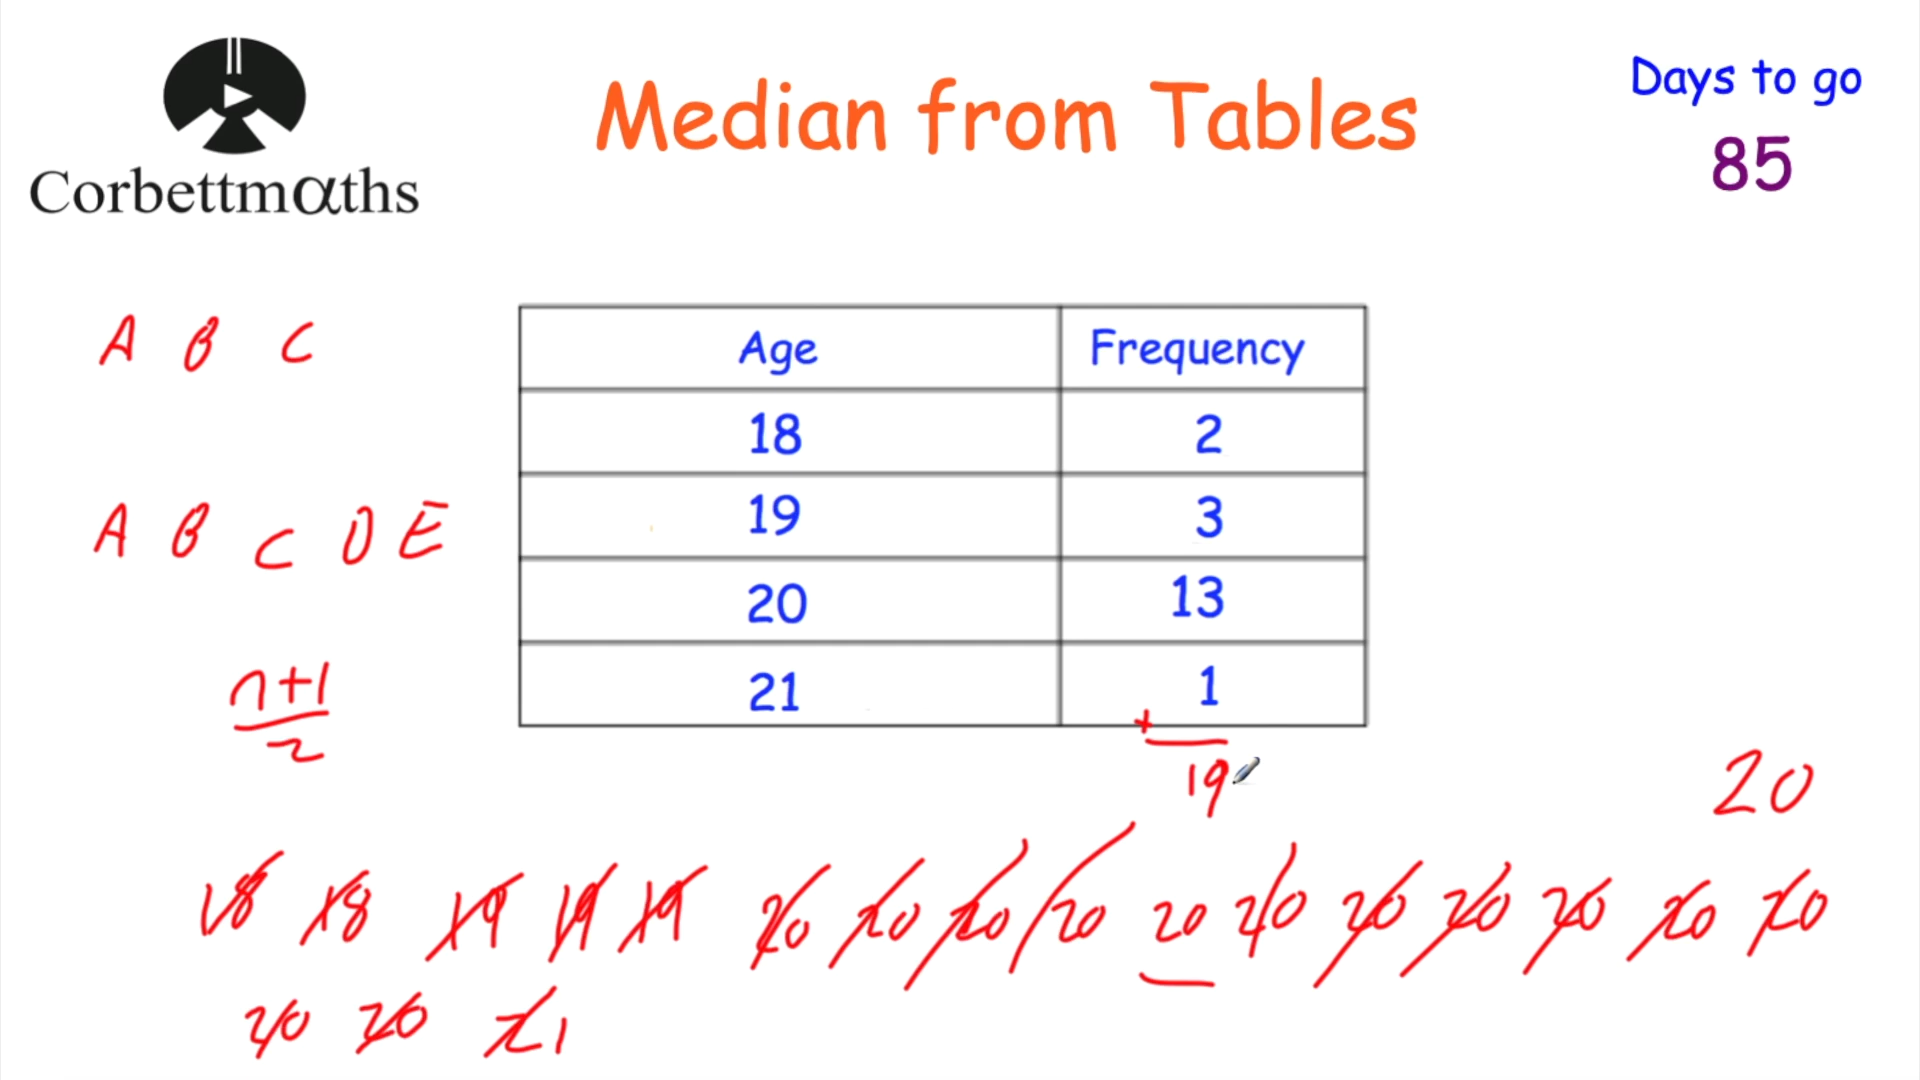 Corbettmαths
Median from Tables
Days to go
85
A B C
A B C D E
n+1
2
Age Frequency
18 2
19 3
20 13
21 1
+
19
20
18 18 19 19 19 20 20 20 20 20 20 20 20 20 20 20
20 20 21